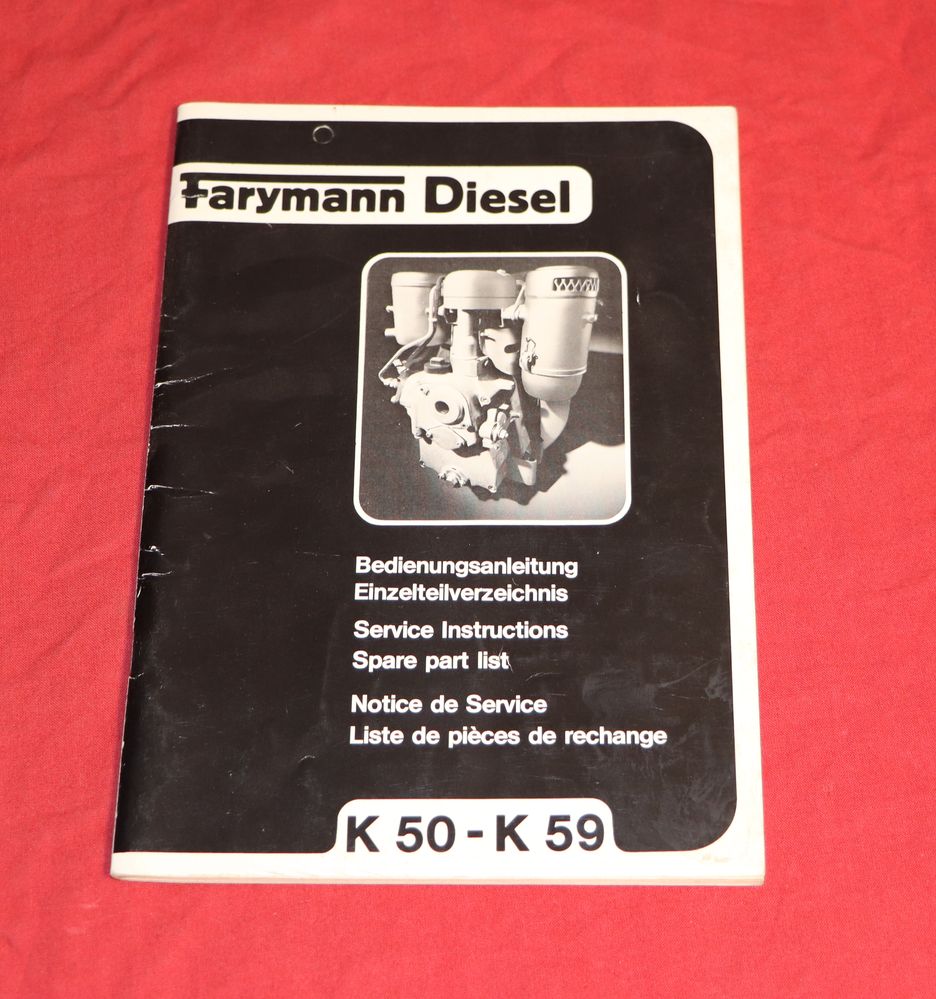 Farymann Diesel
Bedienungsanleitung
Einzelteilverzeichnis
Service Instructions
Spare part list
Notice de Service
Liste de pièces de rechange
K 50 - K 59